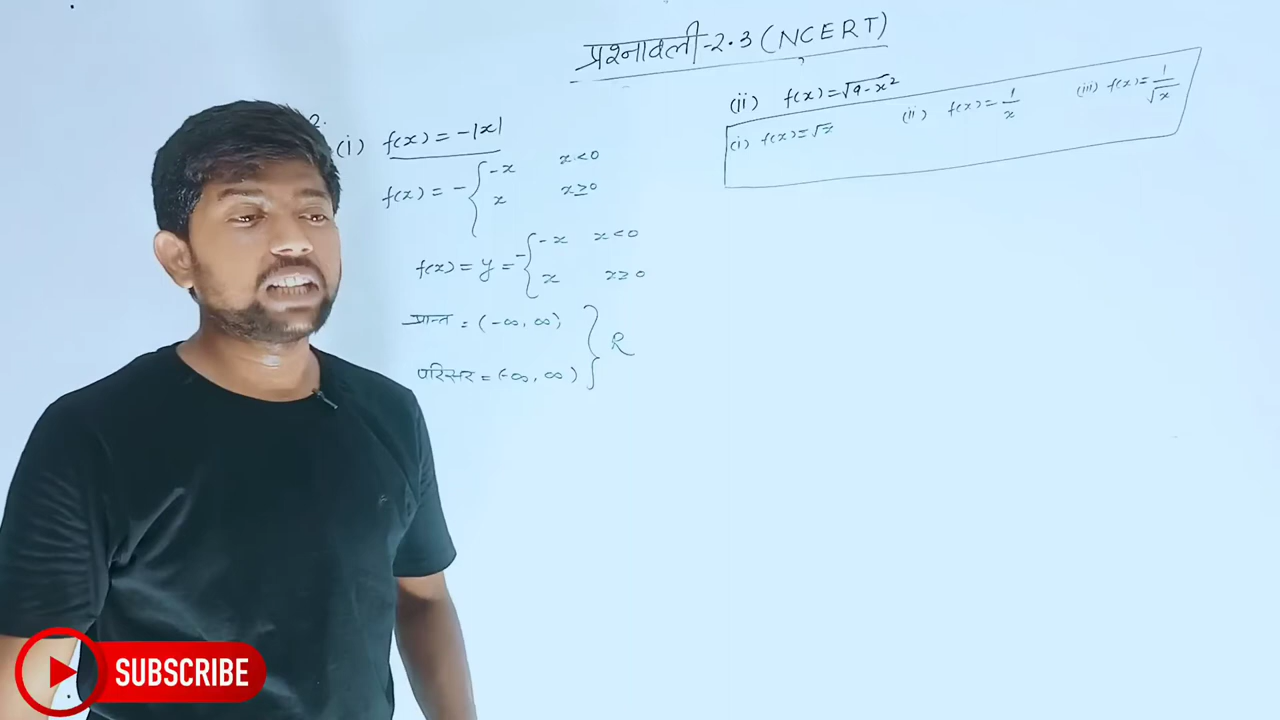 प्रश्नावली-2.3 (NCERT)
2.
(i) f(x) = -|x|
f(x) = - { -x x<0
x x≥0
f(x) = y = - { -x x<0
x x≥0
प्रान्त = (-∞, ∞)
परिसर = (-∞, ∞) } R
(ii) f(x) = √9-x²
(i) f(x) = √x (ii) f(x) = 1/x (iii) f(x) = 1/√x
SUBSCRIBE